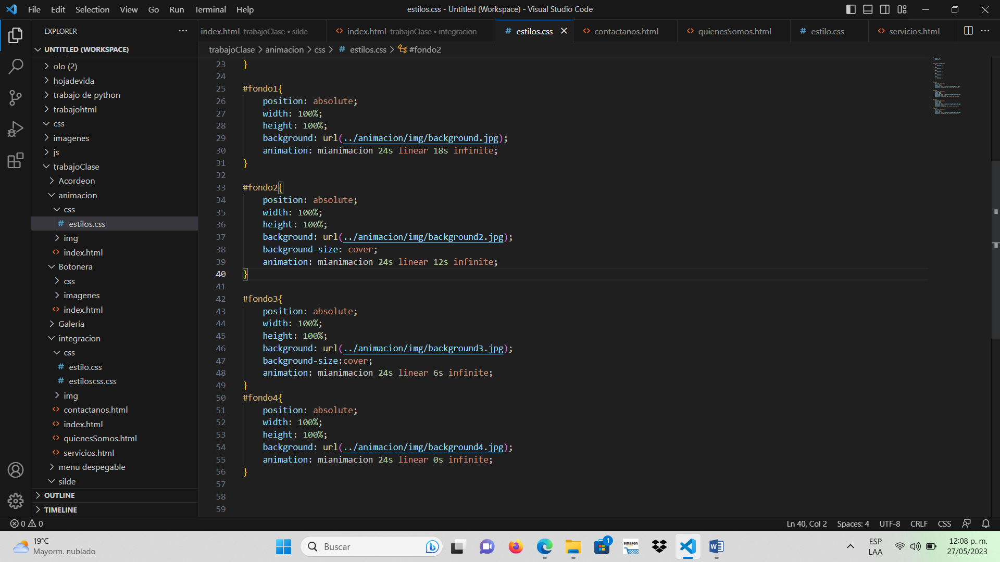 File Edit Selection View Go Run Terminal Help
estilos.css - Untitled (Workspace) - Visual Studio Code
EXPLORER
UNTITLED (WORKSPACE)
olo (2)
hojadevida
trabajo de python
trabajohtml
css
imagenes
js
trabajoClase
Acordeon
animacion
css
# estilos.css
img
<> index.html
Botonera
css
imagenes
<> index.html
Galeria
integracion
css
# estilo.css
# estiloscss.css
img
<> contactanos.html
<> index.html
<> quienesSomos.html
<> servicios.html
menu despegable
silde
OUTLINE
TIMELINE
index.html trabajoClase • silde
<> index.html trabajoClase • integracion
# estilos.css
<> contactanos.html
<> quienesSomos.html
# estilo.css
<> servicios.html
trabajoClase > animacion > css > # estilos.css > #fondo2
23 }
24
25 #fondo1{
26 position: absolute;
27 width: 100%;
28 height: 100%;
29 background: url(../animacion/img/background.jpg);
30 animation: mianimacion 24s linear 18s infinite;
31 }
32
33 #fondo2{
34 position: absolute;
35 width: 100%;
36 height: 100%;
37 background: url(../animacion/img/background2.jpg);
38 background-size: cover;
39 animation: mianimacion 24s linear 12s infinite;
40 }
41
42 #fondo3{
43 position: absolute;
44 width: 100%;
45 height: 100%;
46 background: url(../animacion/img/background3.jpg);
47 background-size:cover;
48 animation: mianimacion 24s linear 6s infinite;
49 }
50 #fondo4{
51 position: absolute;
52 width: 100%;
53 height: 100%;
54 background: url(../animacion/img/background4.jpg);
55 animation: mianimacion 24s linear 0s infinite;
56 }
57
58
59
0 0
Ln 40, Col 2 Spaces: 4 UTF-8 CRLF CSS
19°C
Mayorm. nublado
Buscar
1
amazon
ESP
LAA
12:08 p. m.
27/05/2023